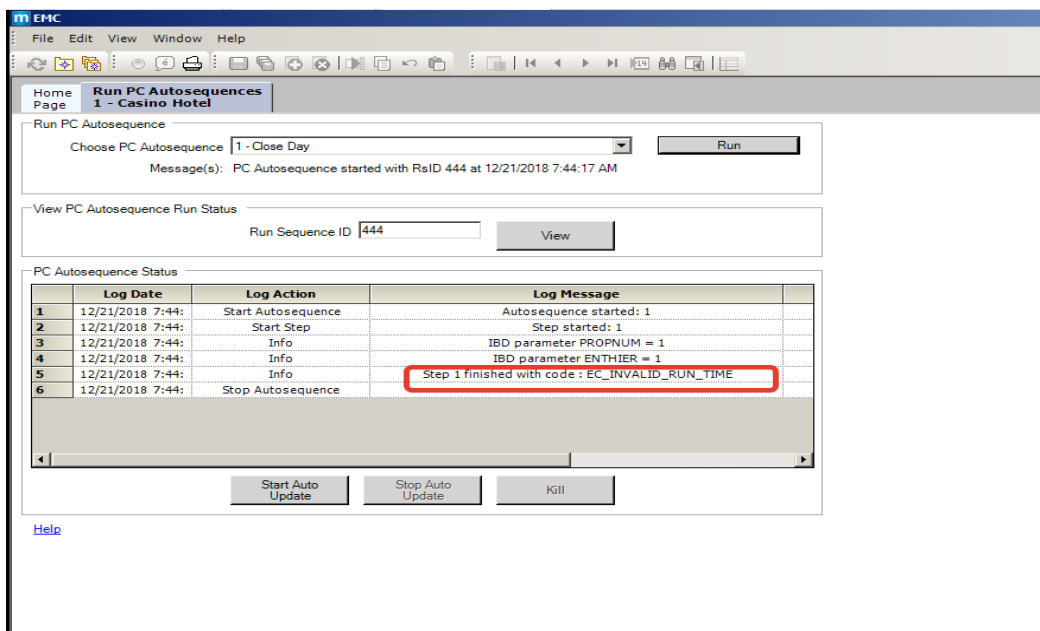 m EMC
File Edit View Window Help
Home Page
Run PC Autosequences
1 - Casino Hotel
Run PC Autosequence
Choose PC Autosequence 1 - Close Day Run
Message(s): PC Autosequence started with RsID 444 at 12/21/2018 7:44:17 AM
View PC Autosequence Run Status
Run Sequence ID 444 View
PC Autosequence Status
Log Date Log Action Log Message
1 12/21/2018 7:44: Start Autosequence Autosequence started: 1
2 12/21/2018 7:44: Start Step Step started: 1
3 12/21/2018 7:44: Info IBD parameter PROPNUM = 1
4 12/21/2018 7:44: Info IBD parameter ENTHIER = 1
5 12/21/2018 7:44: Info Step 1 finished with code : EC_INVALID_RUN_TIME
6 12/21/2018 7:44: Stop Autosequence
Start Auto Update
Stop Auto Update
Kill
Help